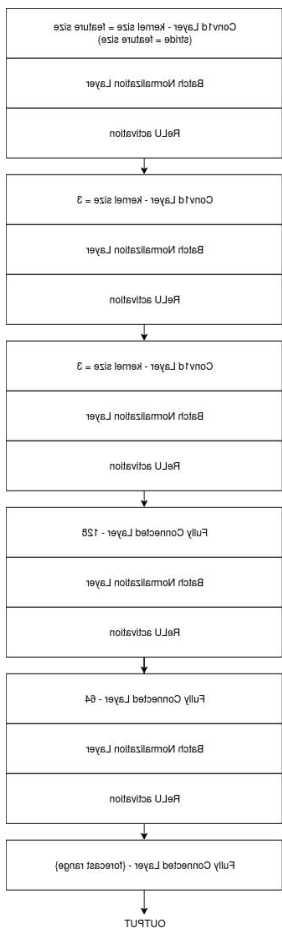 Conv1d Layer - kernel size = feature size
(stride = feature size)
Batch Normalization Layer
ReLU activation
Conv1d Layer - kernel size = 3
Batch Normalization Layer
ReLU activation
Conv1d Layer - kernel size = 3
Batch Normalization Layer
ReLU activation
Fully Connected Layer - 128
Batch Normalization Layer
ReLU activation
Fully Connected Layer - 64
Batch Normalization Layer
ReLU activation
Fully Connected Layer - (forecast range)
OUTPUT